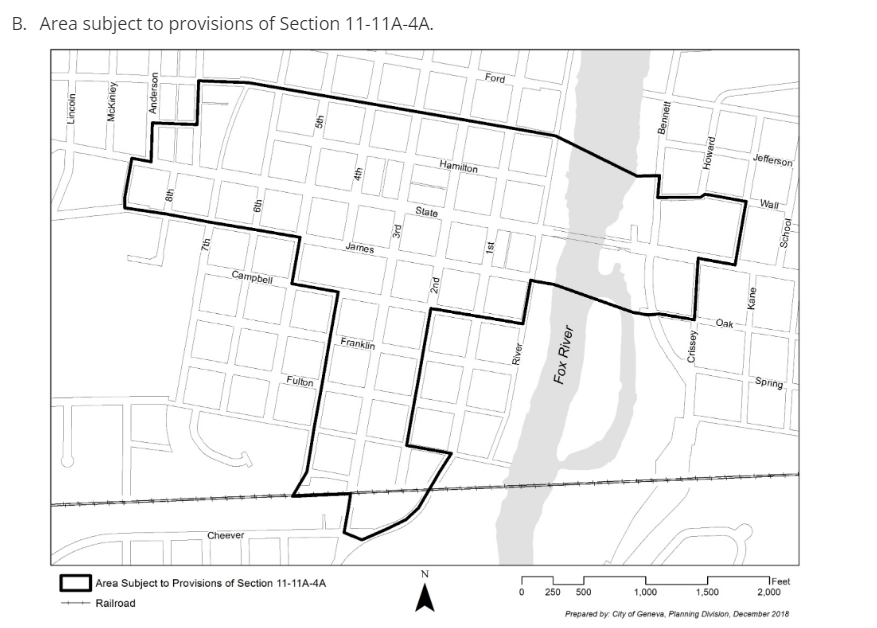 B. Area subject to provisions of Section 11-11A-4A.
Ford
Lincoln
McKinley
Anderson
5th
Bennett
Howard
Jefferson
Hamilton
4th
8th
6th
Wall
State
3rd
School
7th
James
1st
Campbell
2nd
Kane
Oak
Franklin
River
Fox River
Crissey
Fulton
Spring
Cheever
Area Subject to Provisions of Section 11-11A-4A
Railroad
N
Feet
0 250 500 1,000 1,500 2,000
Prepared by: City of Geneva, Planning Division, December 2018